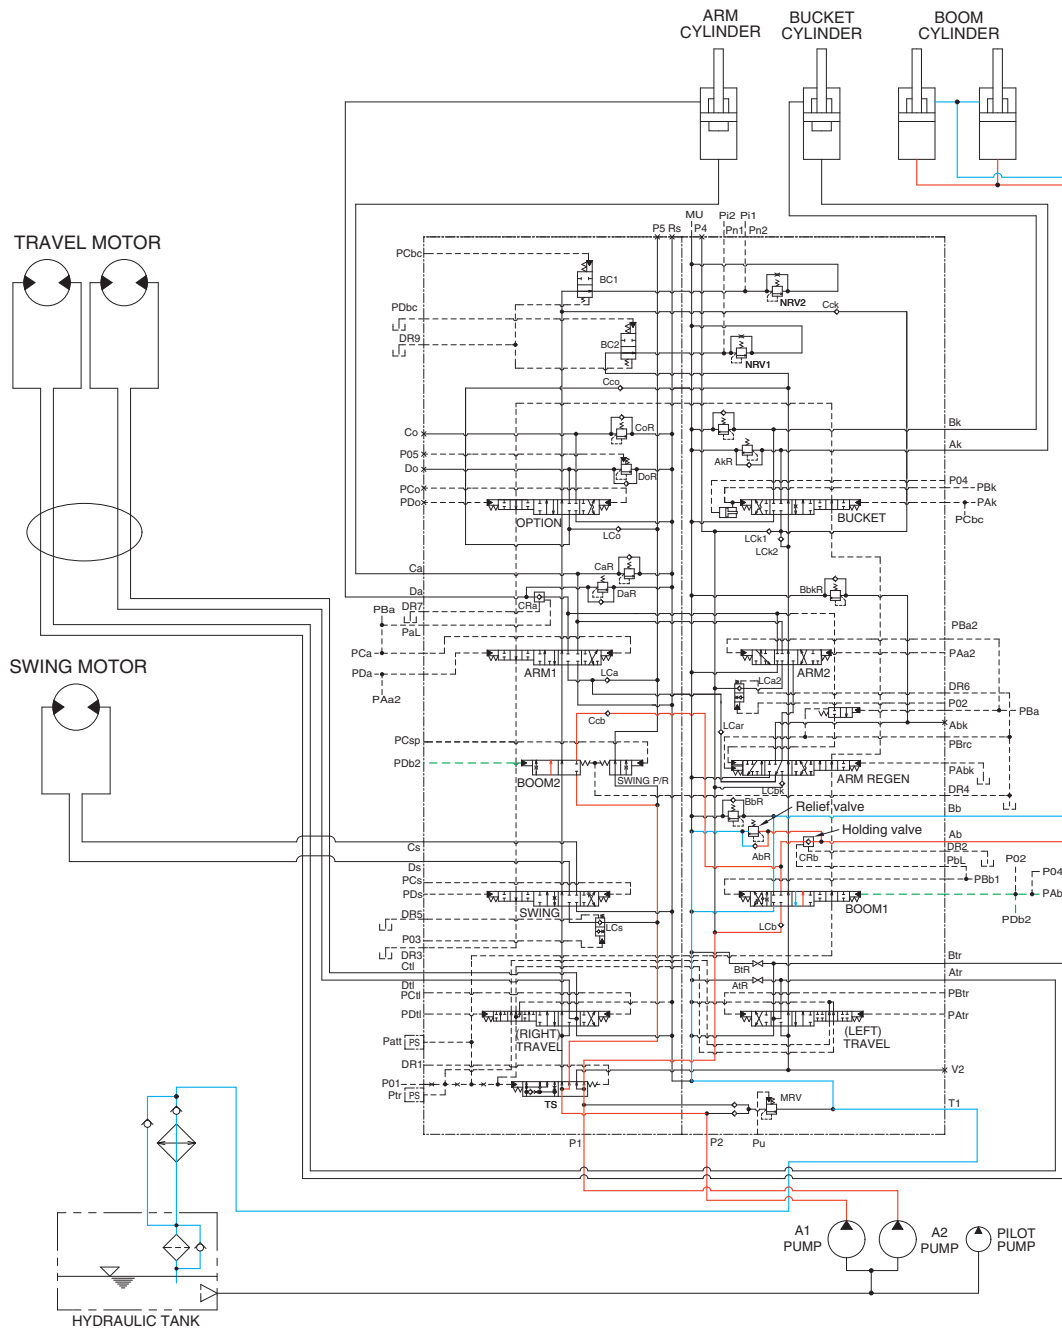 ARM
CYLINDER
BUCKET
CYLINDER
BOOM
CYLINDER
MU
Pi2 Pi1
P5 Rs
P4
Pn1 Pn2
TRAVEL MOTOR
PCbc
BC1
NRV2
Cck
PDbc
DR9
BC2
NRV1
Cco
Co
CoR
Bk
P05
Ak
Do
DoR
AkR
PCo
P04
PBk
PDo
PAk
OPTION
BUCKET
PCbc
LCo
LCk1
LCk2
Ca
CaR
Da
DaR
BbkR
CRa
PBa
DR7
PaL
PBa2
PCa
PAa2
PDa
ARM1
LCa
ARM2
PAa2
LCa2
DR6
P02
PBa
SWING MOTOR
Ccb
LCar
Abk
PCsp
PBrc
PDb2
PAbk
BOOM2
SWING P/R
LCbk
ARM REGEN
DR4
BbR
Relief valve
Bb
Holding valve
Ab
Cs
AbR
CRb
DR2
Ds
PbL
P02
PCs
PBb1
P04
PDs
PAb
SWING
BOOM1
DR5
LCs
PDb2
P03
LCb
DR3
Btr
Ctl
BtR
Atr
Dtl
AtR
PCtl
PBtr
PDtl
PAtr
(RIGHT)
TRAVEL
(LEFT)
TRAVEL
Patt PS
DR1
V2
P01
Ptr PS
TS
MRV
T1
P1
P2
Pu
A1
PUMP
A2
PUMP
PILOT
PUMP
HYDRAULIC TANK